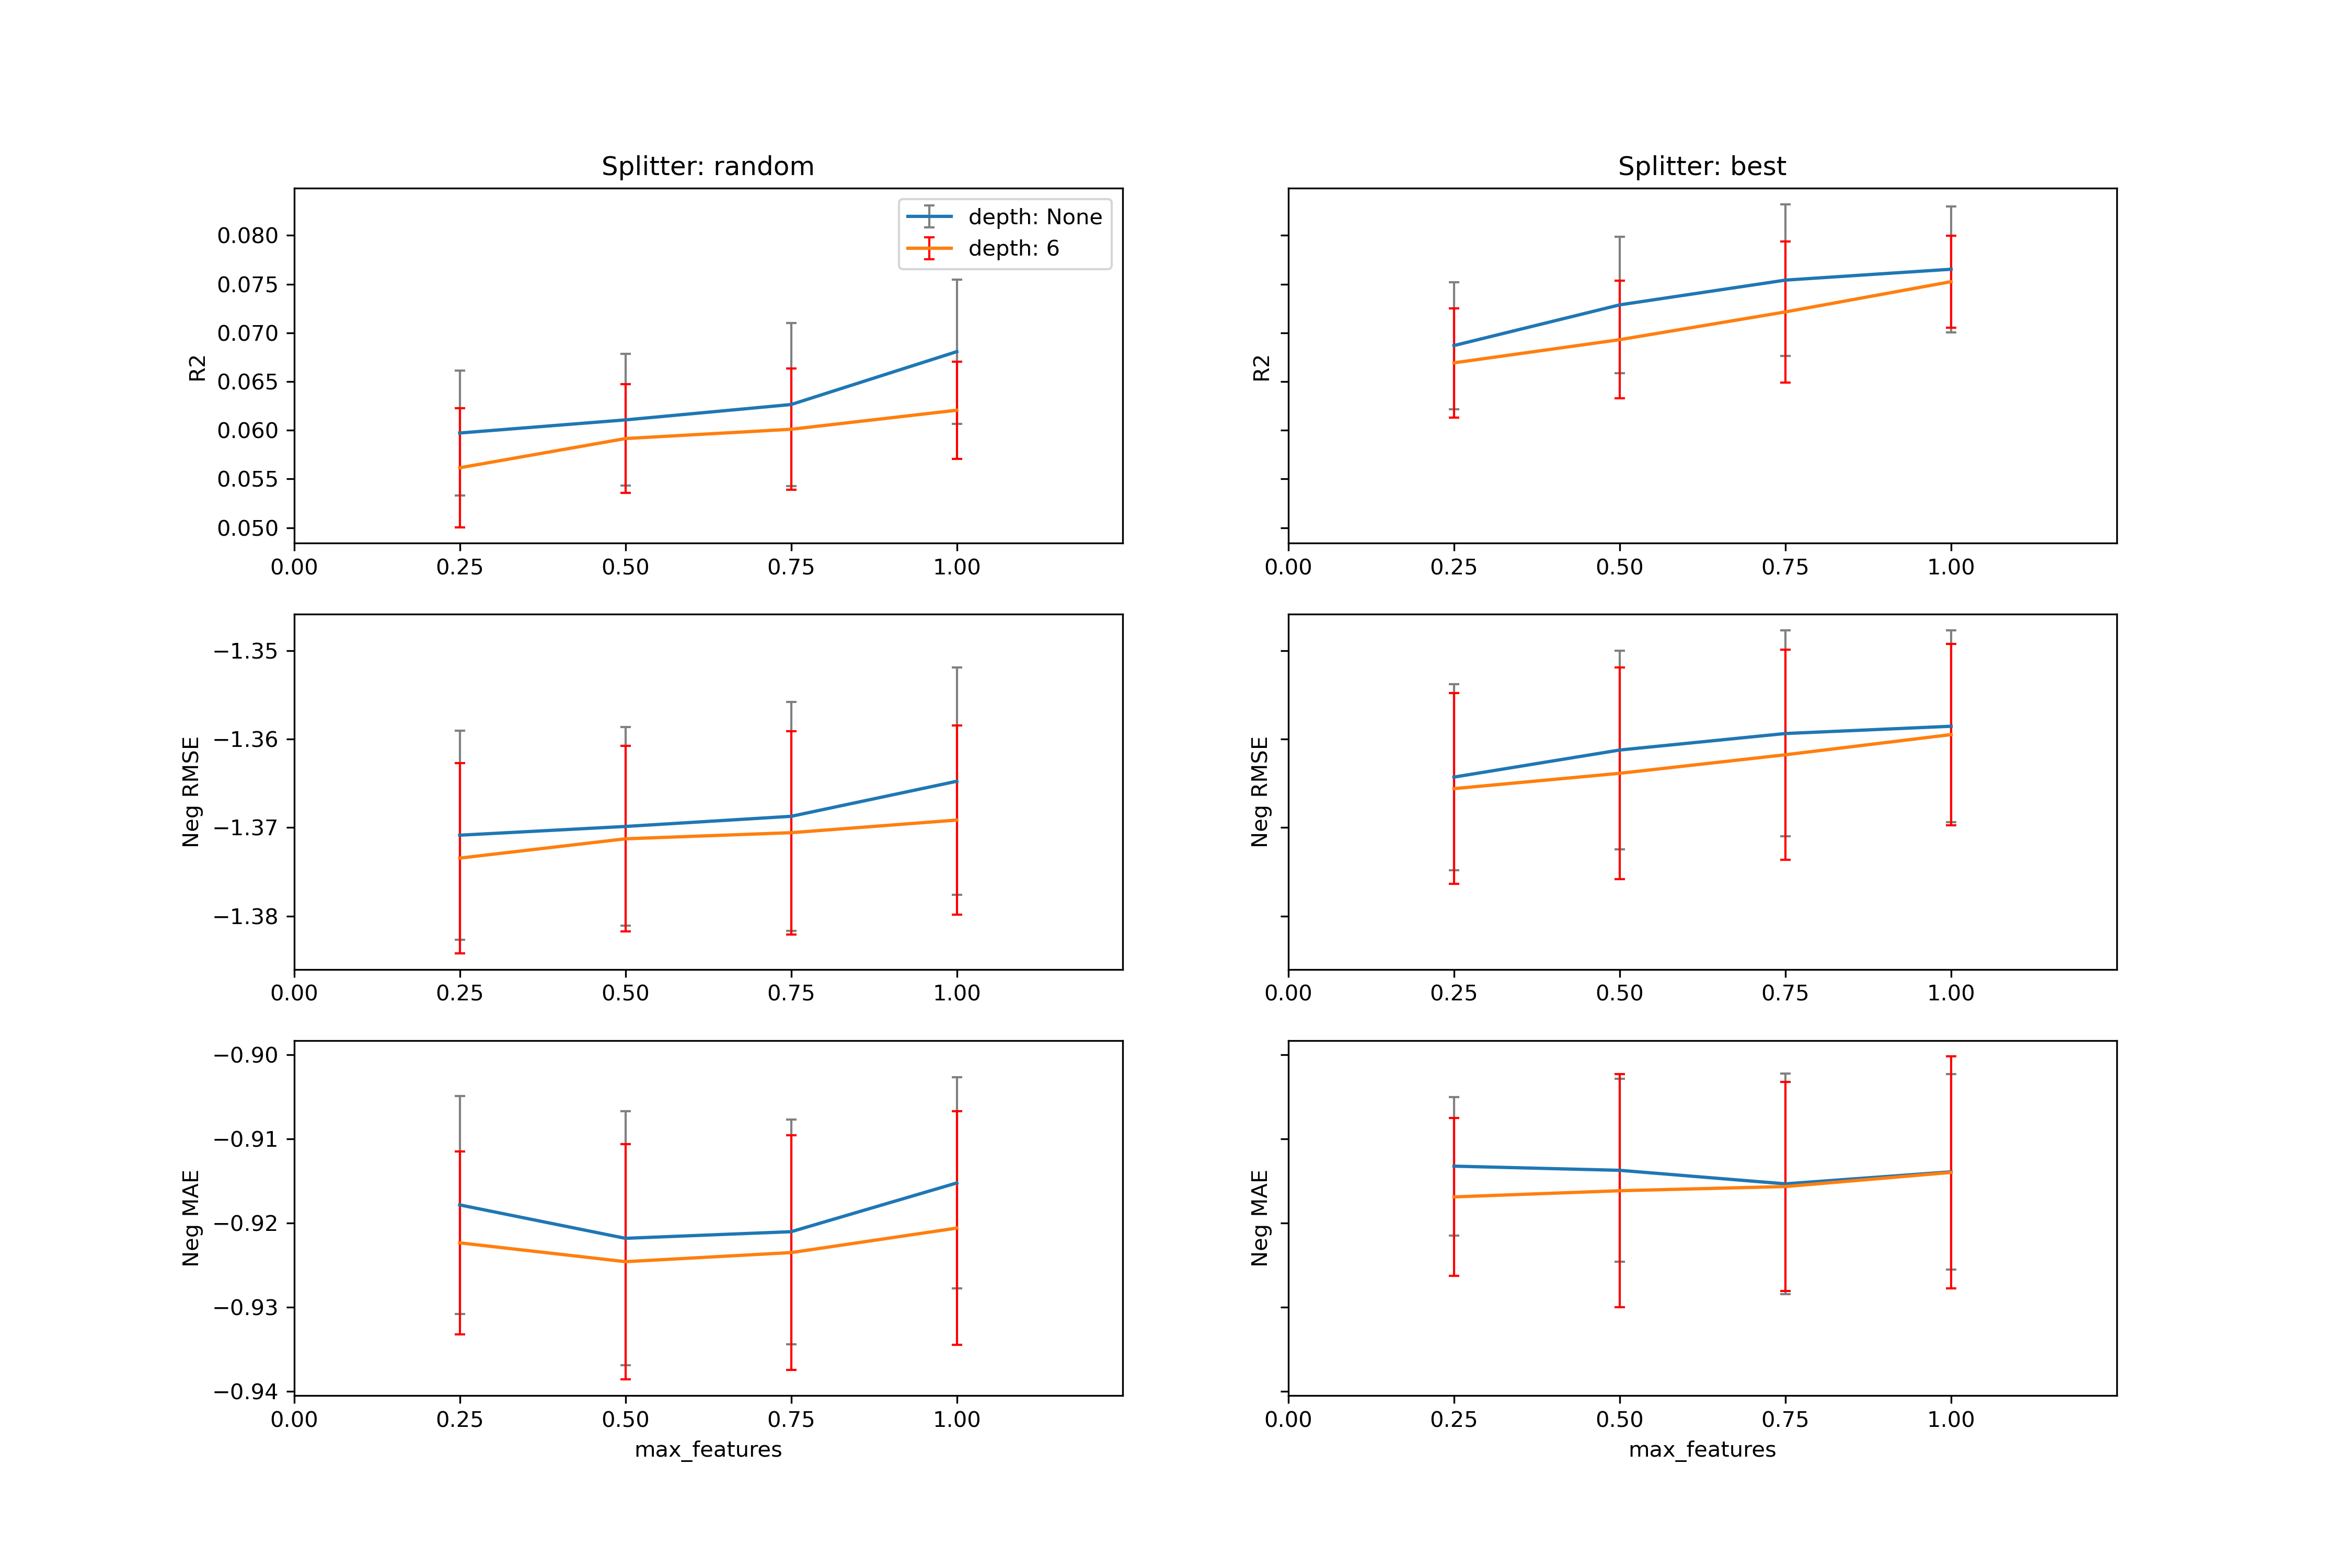 Splitter: random
Splitter: best
depth: None
depth: 6
R2
0.080
0.075
0.070
0.065
0.060
0.055
0.050
0.00 0.25 0.50 0.75 1.00
R2
0.00 0.25 0.50 0.75 1.00
Neg RMSE
−1.35
−1.36
−1.37
−1.38
0.00 0.25 0.50 0.75 1.00
Neg RMSE
0.00 0.25 0.50 0.75 1.00
Neg MAE
−0.90
−0.91
−0.92
−0.93
−0.94
0.00 0.25 0.50 0.75 1.00
max_features
Neg MAE
0.00 0.25 0.50 0.75 1.00
max_features